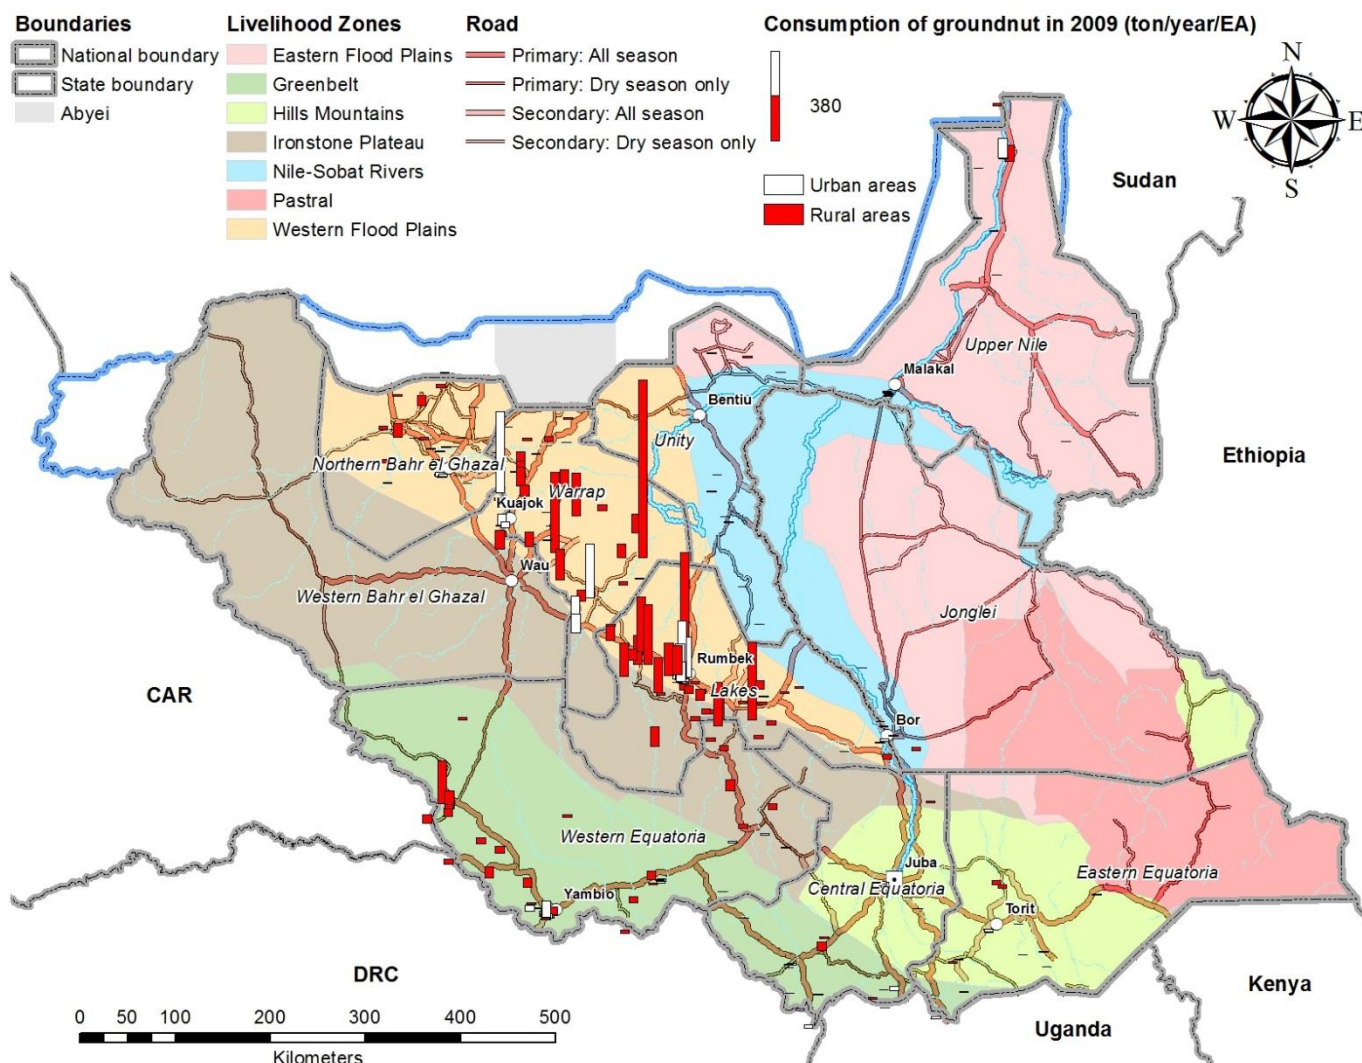 Boundaries
National boundary
State boundary
Abyei
Livelihood Zones
Eastern Flood Plains
Greenbelt
Hills Mountains
Ironstone Plateau
Nile-Sobat Rivers
Pastral
Western Flood Plains
Road
Primary: All season
Primary: Dry season only
Secondary: All season
Secondary: Dry season only
Consumption of groundnut in 2009 (ton/year/EA)
380
Urban areas
Rural areas
N
W E
S
Sudan
Upper Nile
Malakal
Bentiu
Unity
Ethiopia
Northern Bahr el Ghazal
Warrap
Kuajok
Wau
Western Bahr el Ghazal
Jonglei
Rumbek
Lakes
CAR
Bor
Western Equatoria
Juba
Central Equatoria
Eastern Equatoria
Yambio
Torit
DRC
Kenya
Uganda
0 50 100 200 300 400 500
Kilometers